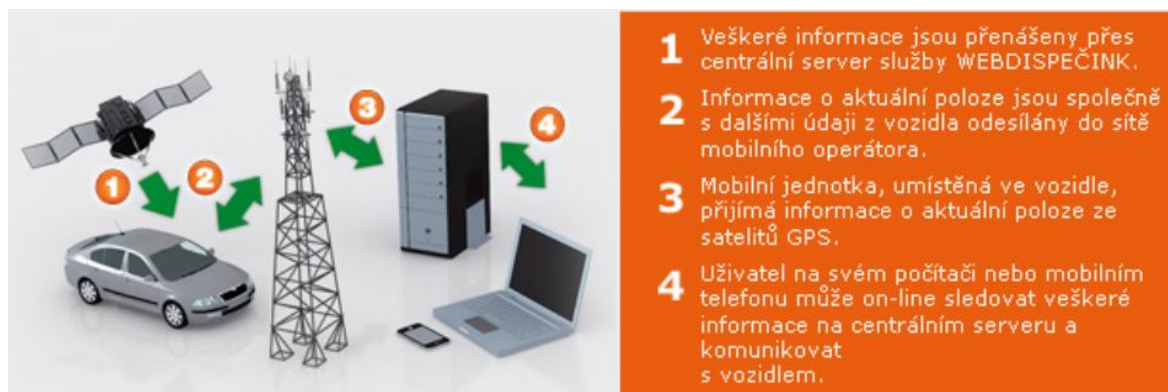 1
2
3
4
1 Veškeré informace jsou přenášeny přes
centrální server služby WEBDISPEČINK.
2 Informace o aktuální poloze jsou společně
s dalšími údaji z vozidla odesílány do sítě
mobilního operátora.
3 Mobilní jednotka, umístěná ve vozidle,
přijímá informace o aktuální poloze ze
satelitů GPS.
4 Uživatel na svém počítači nebo mobilním
telefonu může on-line sledovat veškeré
informace na centrálním serveru a
komunikovat
s vozidlem.